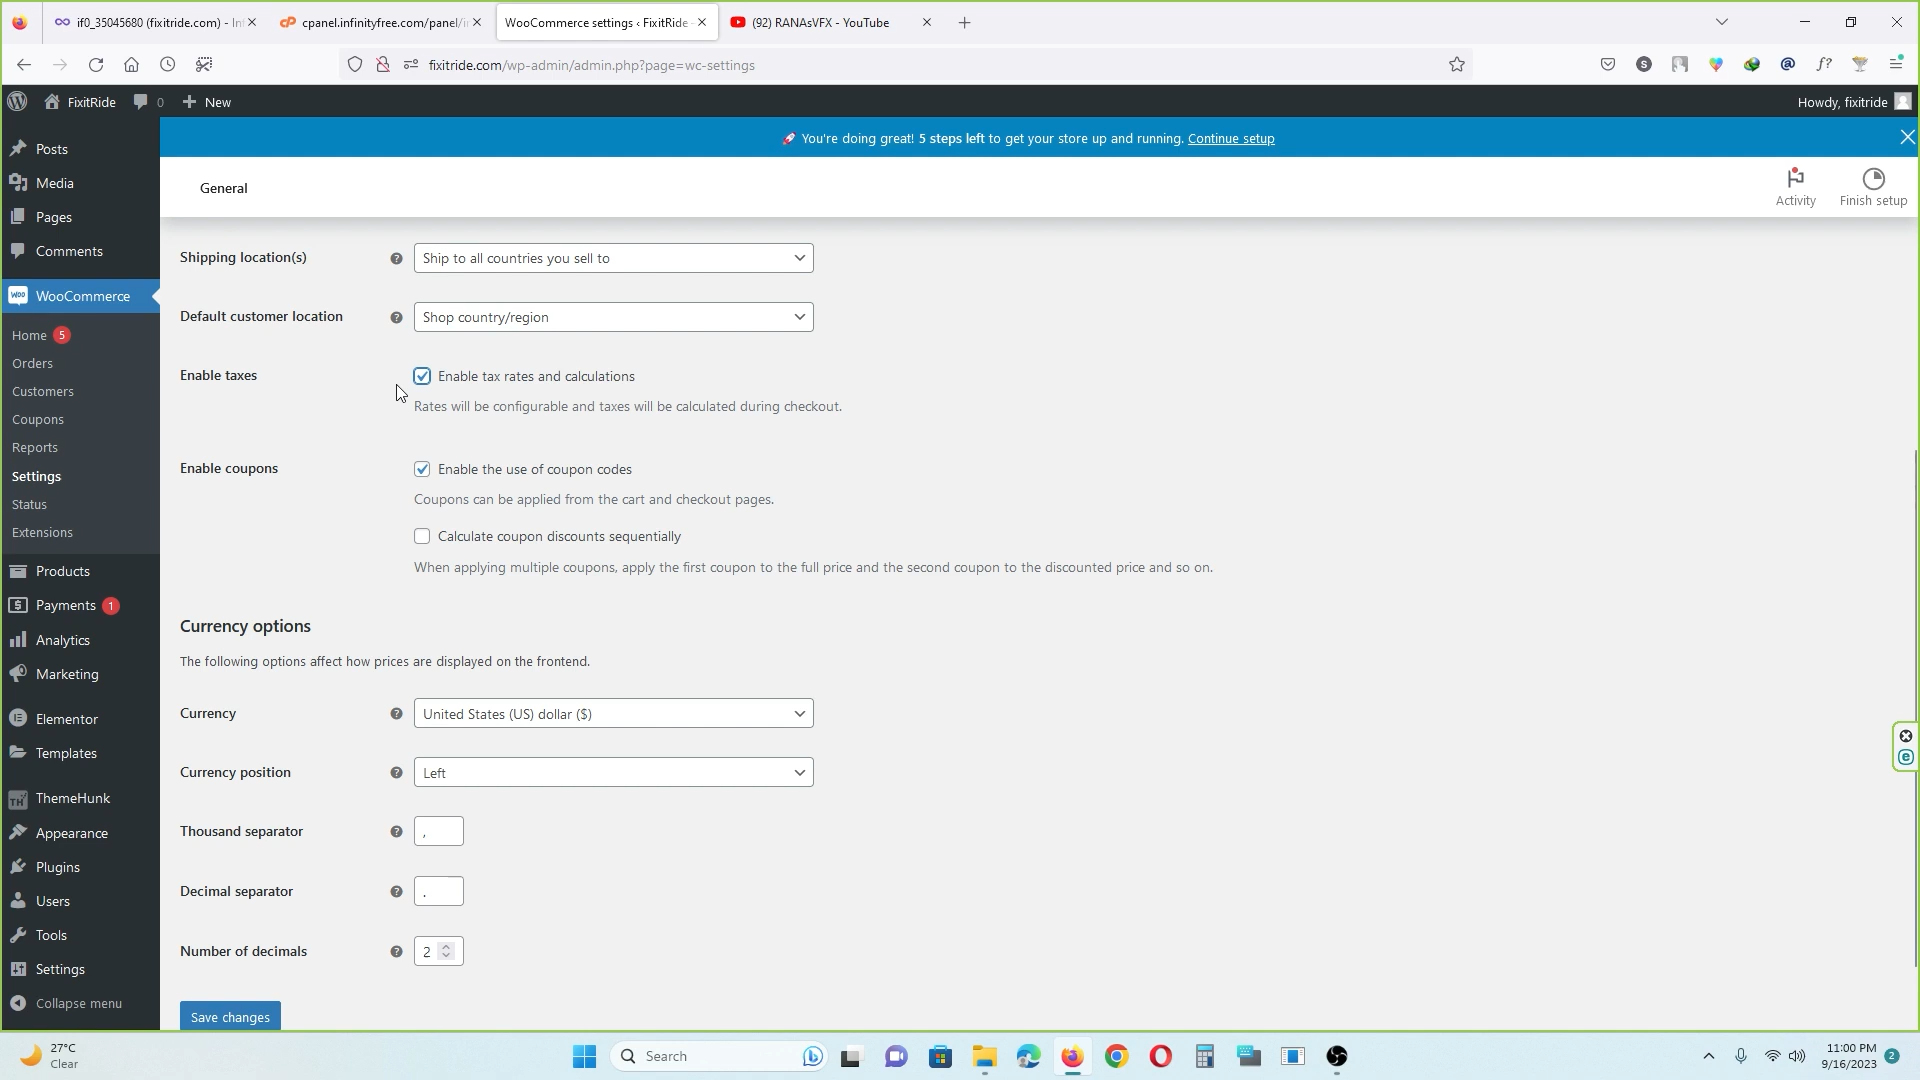 if0_35045680 (fixitride.com) - In
cpanel.infinityfree.com/panel/i
WooCommerce settings ‹ FixitRide -
(92) RANAsVFX - YouTube
fixitride.com/wp-admin/admin.php?page=wc-settings
FixitRide
0
New
Howdy, fixitride
🚀 You're doing great! 5 steps left to get your store up and running. Continue setup
General
Activity
Finish setup
Posts
Media
Pages
Comments
WooCommerce
Home 5
Orders
Customers
Coupons
Reports
Settings
Status
Extensions
Products
Payments 1
Analytics
Marketing
Elementor
Templates
ThemeHunk
Appearance
Plugins
Users
Tools
Settings
Collapse menu
Shipping location(s)
Ship to all countries you sell to
Default customer location
Shop country/region
Enable taxes
Enable tax rates and calculations
Rates will be configurable and taxes will be calculated during checkout.
Enable coupons
Enable the use of coupon codes
Coupons can be applied from the cart and checkout pages.
Calculate coupon discounts sequentially
When applying multiple coupons, apply the first coupon to the full price and the second coupon to the discounted price and so on.
Currency options
The following options affect how prices are displayed on the frontend.
Currency
United States (US) dollar ($)
Currency position
Left
Thousand separator
,
Decimal separator
.
Number of decimals
2
Save changes
27°C
Clear
Search
11:00 PM
9/16/2023
2